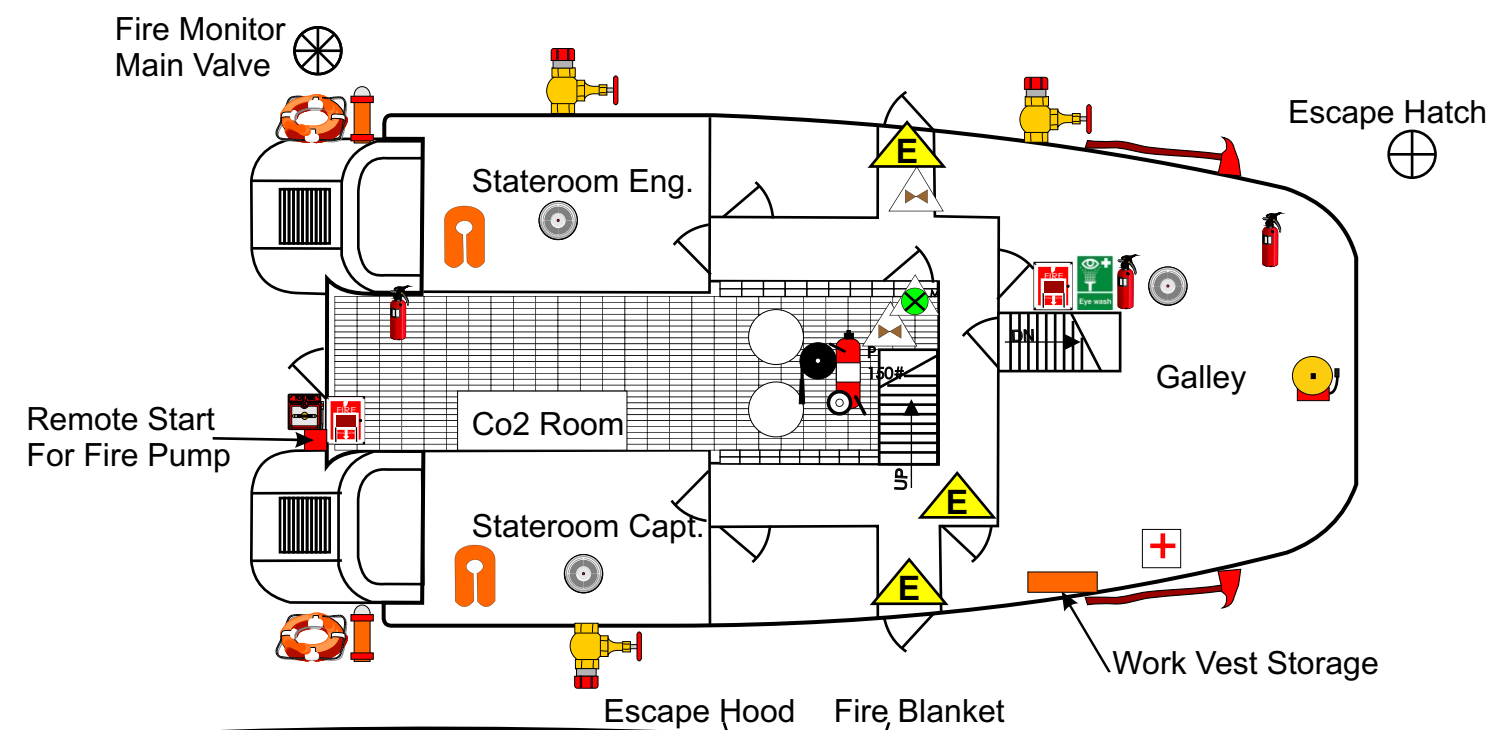 Fire Monitor
Main Valve
Escape Hatch
E
Stateroom Eng.
FIRE
Eye wash
M
DN
P
150#
Galley
Remote Start
For Fire Pump
FIRE
Co2 Room
UP
E
Stateroom Capt.
E
Work Vest Storage
Escape Hood
Fire Blanket